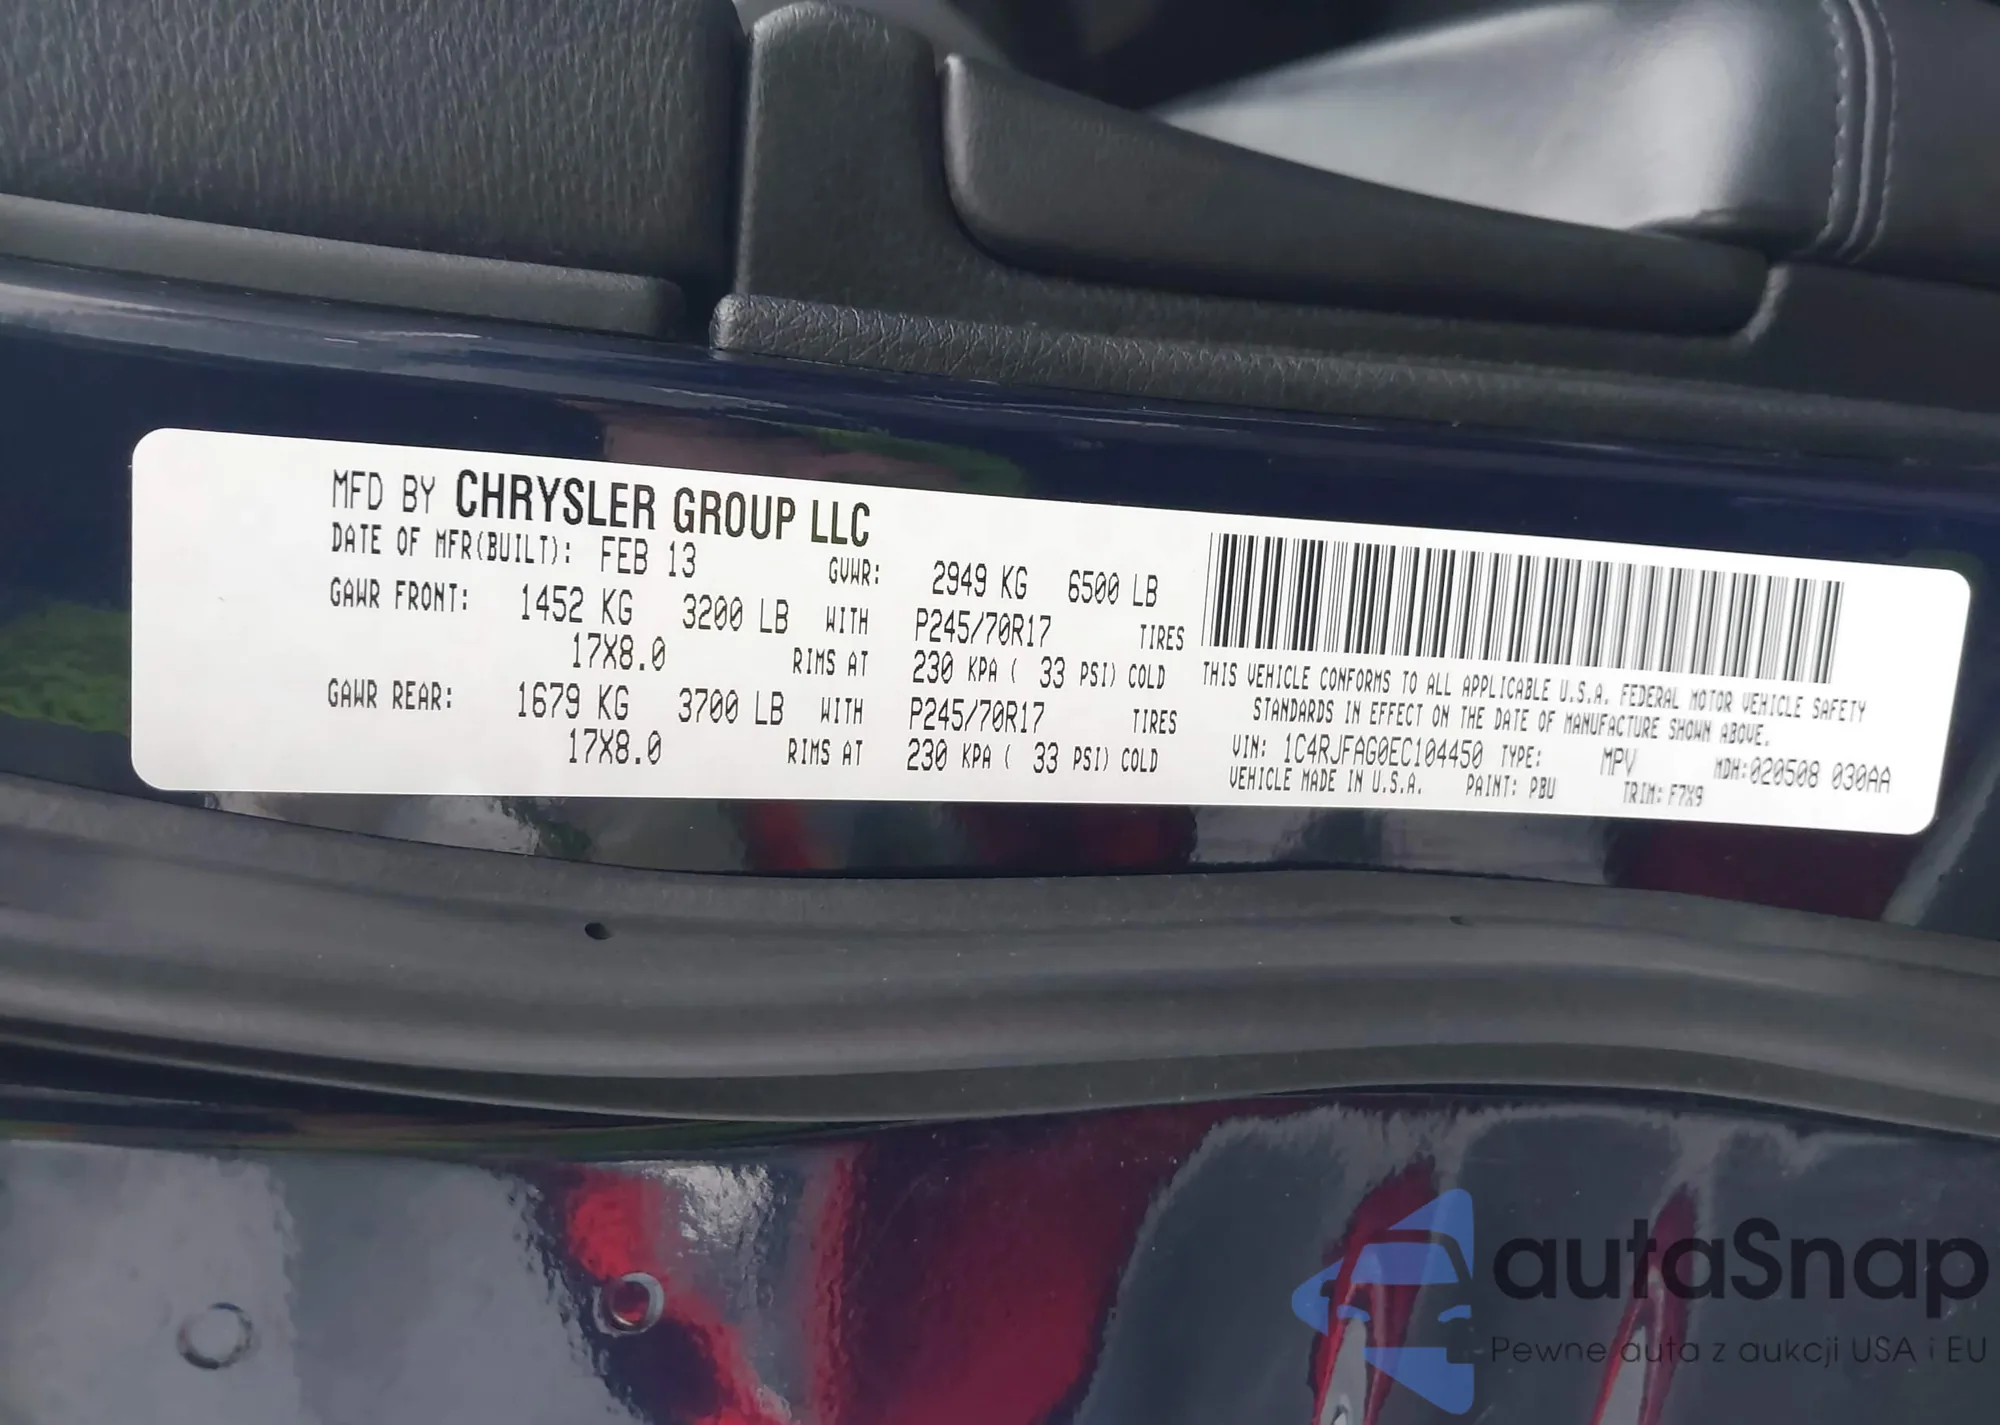 MFD BY CHRYSLER GROUP LLC
DATE OF MFR(BUILT): FEB 13 GVWR: 2949 KG 6500 LB
GAWR FRONT: 1452 KG 3200 LB WITH P245/70R17 TIRES
17X8.0 RIMS AT 230 KPA ( 33 PSI) COLD
GAWR REAR: 1679 KG 3700 LB WITH P245/70R17 TIRES
17X8.0 RIMS AT 230 KPA ( 33 PSI) COLD
THIS VEHICLE CONFORMS TO ALL APPLICABLE U.S.A. FEDERAL MOTOR VEHICLE SAFETY
STANDARDS IN EFFECT ON THE DATE OF MANUFACTURE SHOWN ABOVE.
VIN: 1C4RJFAG0EC104450 TYPE: MPV MDH:020508 030AA
VEHICLE MADE IN U.S.A. PAINT: PBU TRIM: F7X9
autaSnap
Pewne auta z aukcji USA i EU